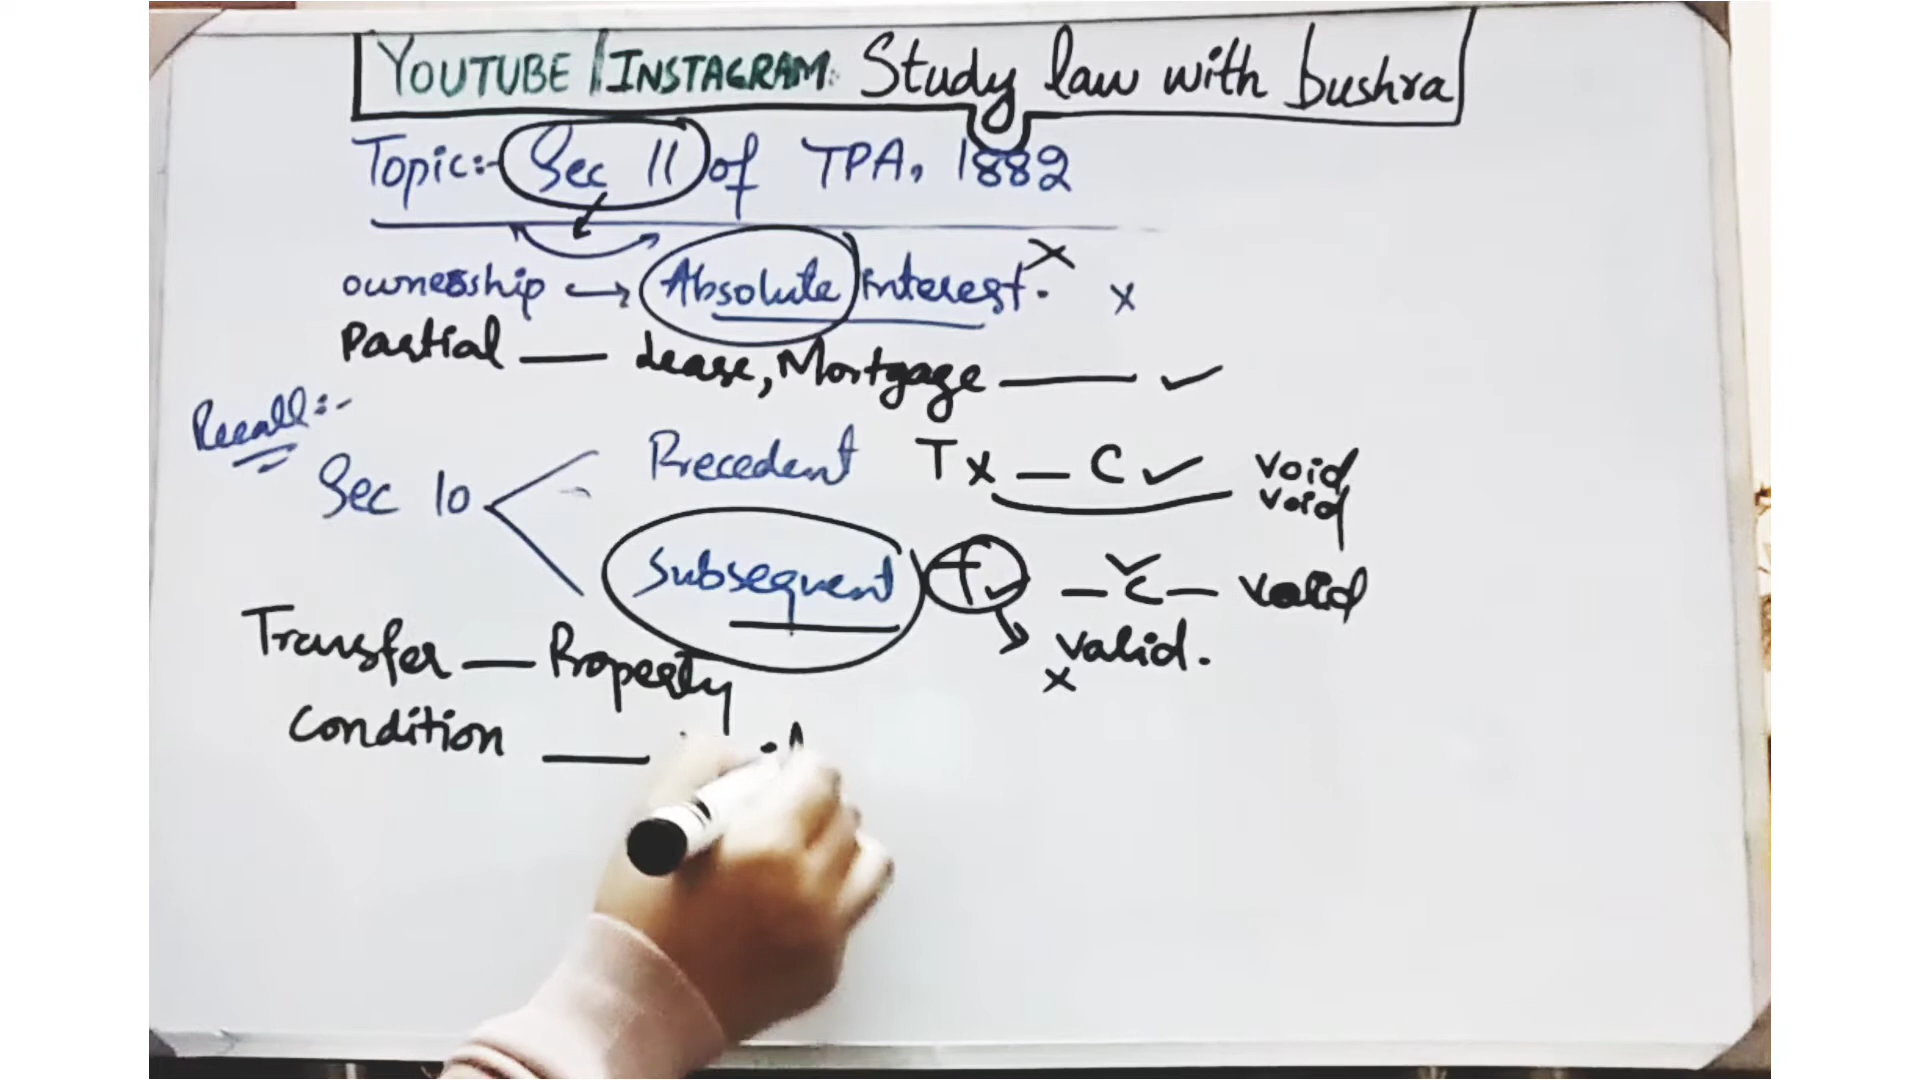 YOUTUBE / INSTAGRAM: Study law with bushra
Topic:- Sec 11 of TPA, 1882
ownership → Absolute Interest. x x
Partial — Lease, Mortgage — ✓
Recall:-
Sec 10
Precedent T x — C ✓ void
void
Subsequent T ✓ — C ✓ — valid
valid.
x
Transfer — Property
Condition —